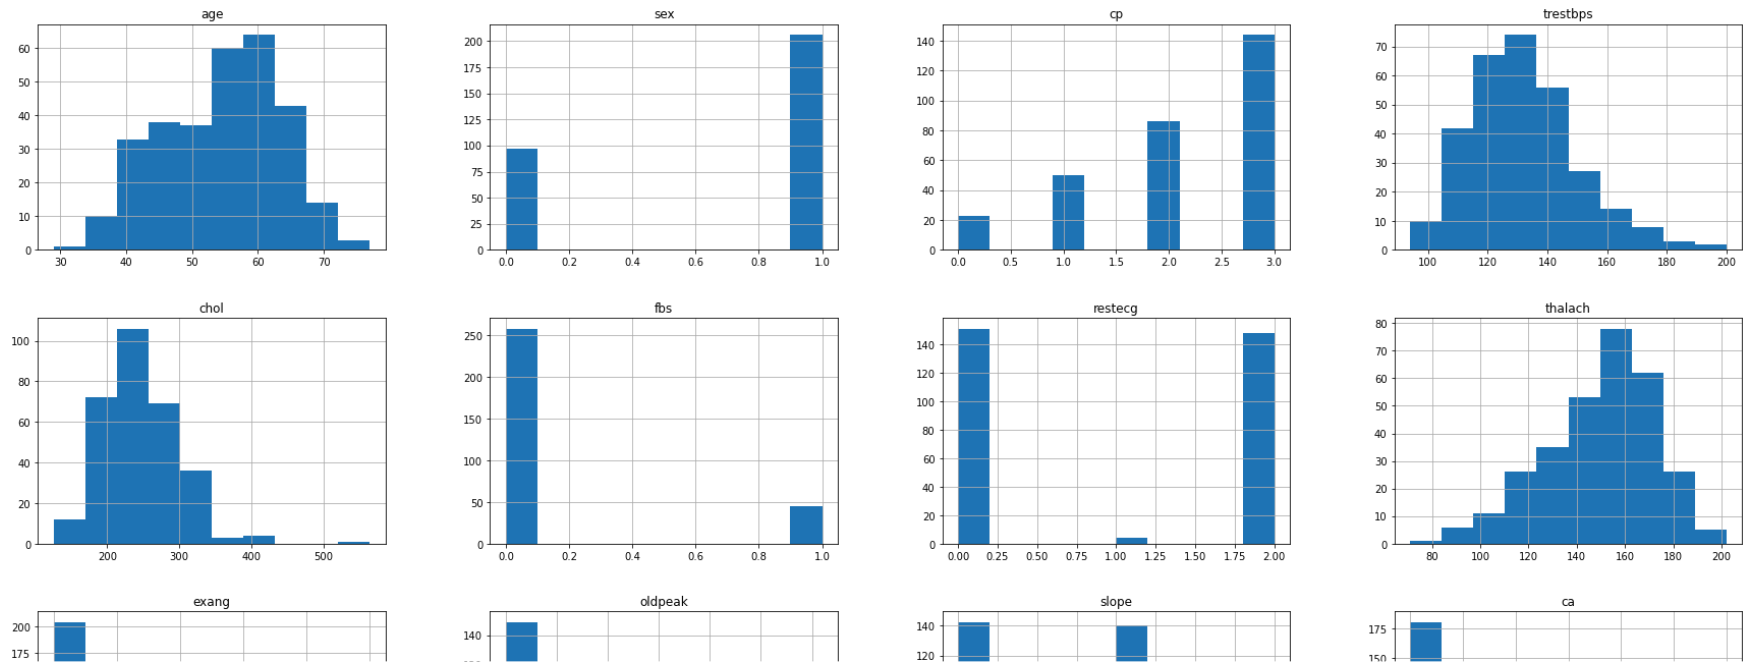 age sex cp trestbps
60 50 40 30 20 10 0
30 40 50 60 70
200 175 150 125 100 75 50 25 0
0.0 0.2 0.4 0.6 0.8 1.0
140 120 100 80 60 40 20 0
0.0 0.5 1.0 1.5 2.0 2.5 3.0
70 60 50 40 30 20 10 0
100 120 140 160 180 200
chol fbs restecg thalach
100 80 60 40 20 0
200 300 400 500
250 200 150 100 50 0
0.0 0.2 0.4 0.6 0.8 1.0
140 120 100 80 60 40 20 0
0.00 0.25 0.50 0.75 1.00 1.25 1.50 1.75 2.00
80 70 60 50 40 30 20 10 0
80 100 120 140 160 180 200
exang oldpeak slope ca
200 175
140
140 120
175 150